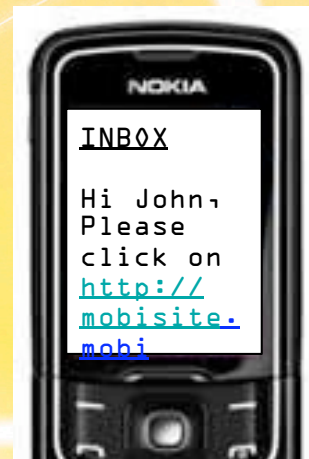 NOKIA
INBOX
Hi John,
Please
click on
http://
mobisite.
mobi